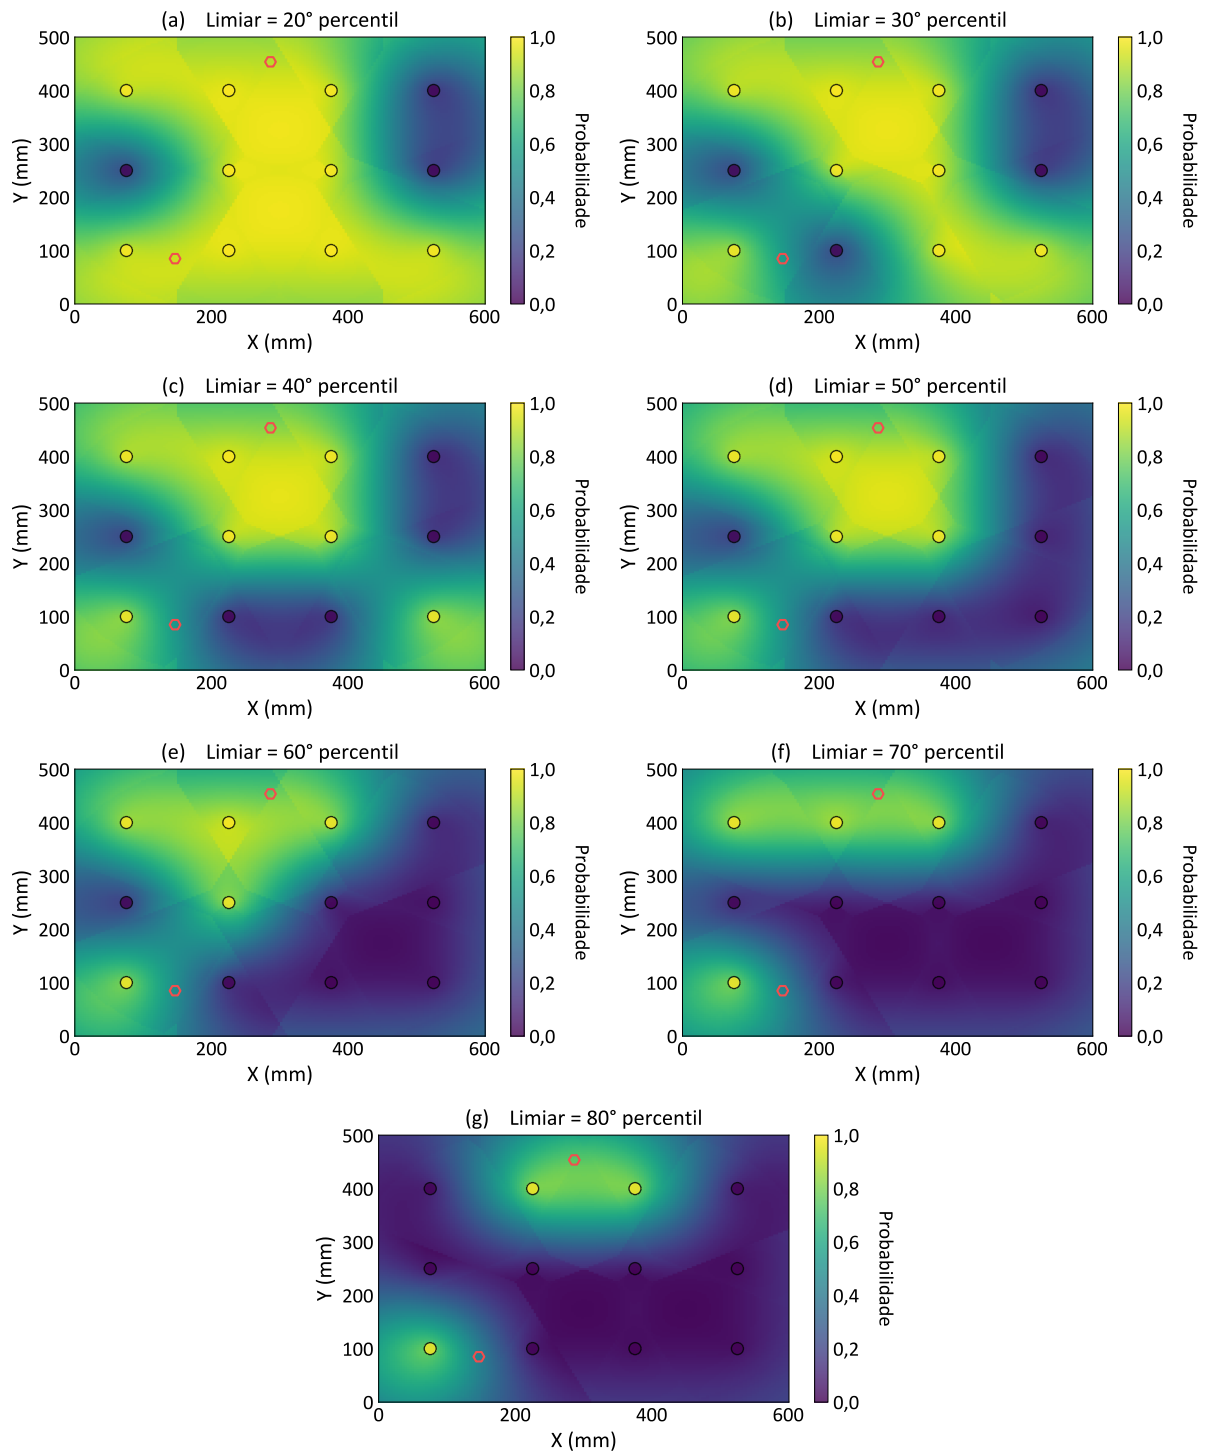 (a) Limiar = 20° percentil
500
400
300
200
100
0
0 200 400 600
X (mm)
Y (mm)
1,0
0,8
0,6
0,4
0,2
0,0
Probabilidade
(b) Limiar = 30° percentil
500
400
300
200
100
0
0 200 400 600
X (mm)
Y (mm)
1,0
0,8
0,6
0,4
0,2
0,0
Probabilidade
(c) Limiar = 40° percentil
500
400
300
200
100
0
0 200 400 600
X (mm)
Y (mm)
1,0
0,8
0,6
0,4
0,2
0,0
Probabilidade
(d) Limiar = 50° percentil
500
400
300
200
100
0
0 200 400 600
X (mm)
Y (mm)
1,0
0,8
0,6
0,4
0,2
0,0
Probabilidade
(e) Limiar = 60° percentil
500
400
300
200
100
0
0 200 400 600
X (mm)
Y (mm)
1,0
0,8
0,6
0,4
0,2
0,0
Probabilidade
(f) Limiar = 70° percentil
500
400
300
200
100
0
0 200 400 600
X (mm)
Y (mm)
1,0
0,8
0,6
0,4
0,2
0,0
Probabilidade
(g) Limiar = 80° percentil
500
400
300
200
100
0
0 200 400 600
X (mm)
Y (mm)
1,0
0,8
0,6
0,4
0,2
0,0
Probabilidade